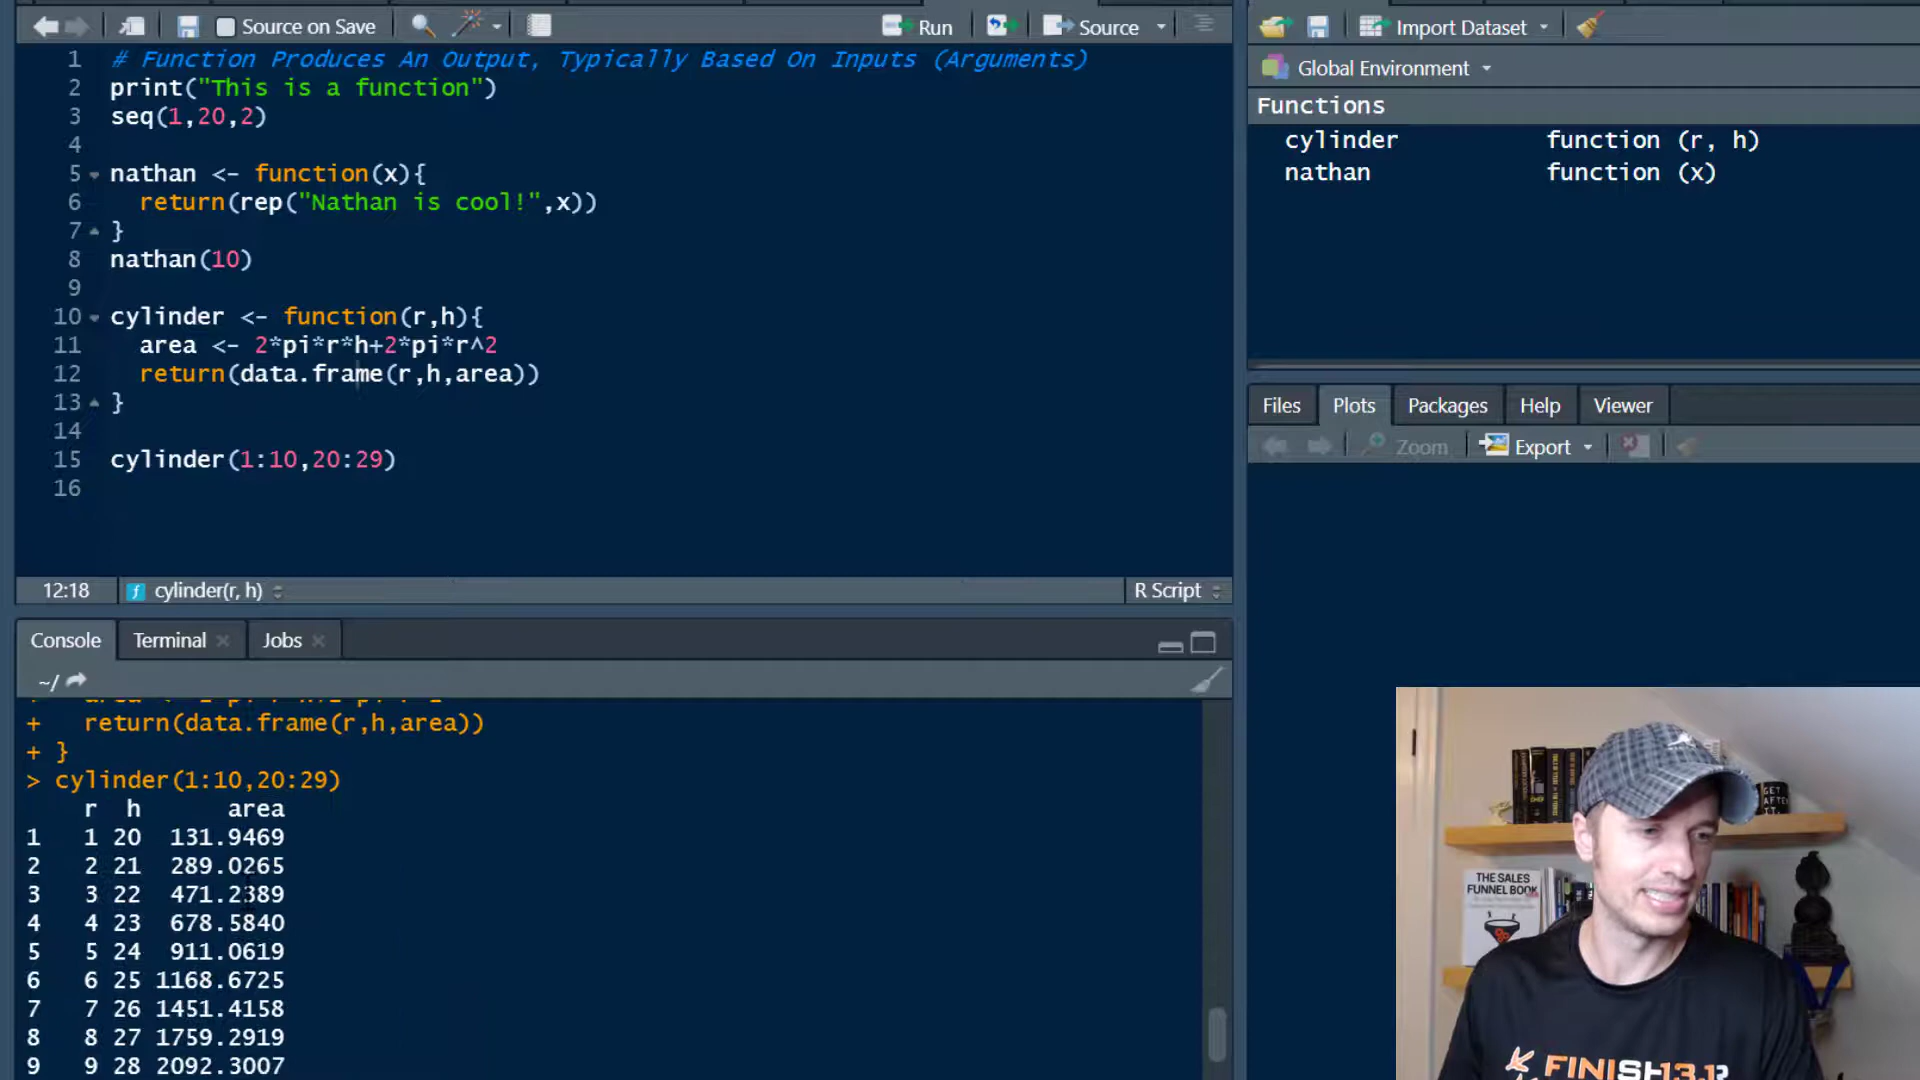 Source on Save
Run
Source
1 # Function Produces An Output, Typically Based On Inputs (Arguments)
2 print("This is a function")
3 seq(1,20,2)
4
5 nathan <- function(x){
6 return(rep("Nathan is cool!",x))
7 }
8 nathan(10)
9
10 cylinder <- function(r,h){
11 area <- 2*pi*r*h+2*pi*r^2
12 return(data.frame(r,h,area))
13 }
14
15 cylinder(1:10,20:29)
16
12:18 cylinder(r, h) R Script
Console Terminal Jobs
~/
+ return(data.frame(r,h,area))
+ }
> cylinder(1:10,20:29)
r h area
1 1 20 131.9469
2 2 21 289.0265
3 3 22 471.2389
4 4 23 678.5840
5 5 24 911.0619
6 6 25 1168.6725
7 7 26 1451.4158
8 8 27 1759.2919
9 9 28 2092.3007
Import Dataset
Global Environment
Functions
cylinder function (r, h)
nathan function (x)
Files Plots Packages Help Viewer
Zoom Export
GET
AFTER
IT.
THE SALES
FUNNEL BOOK
FINISH13.1?